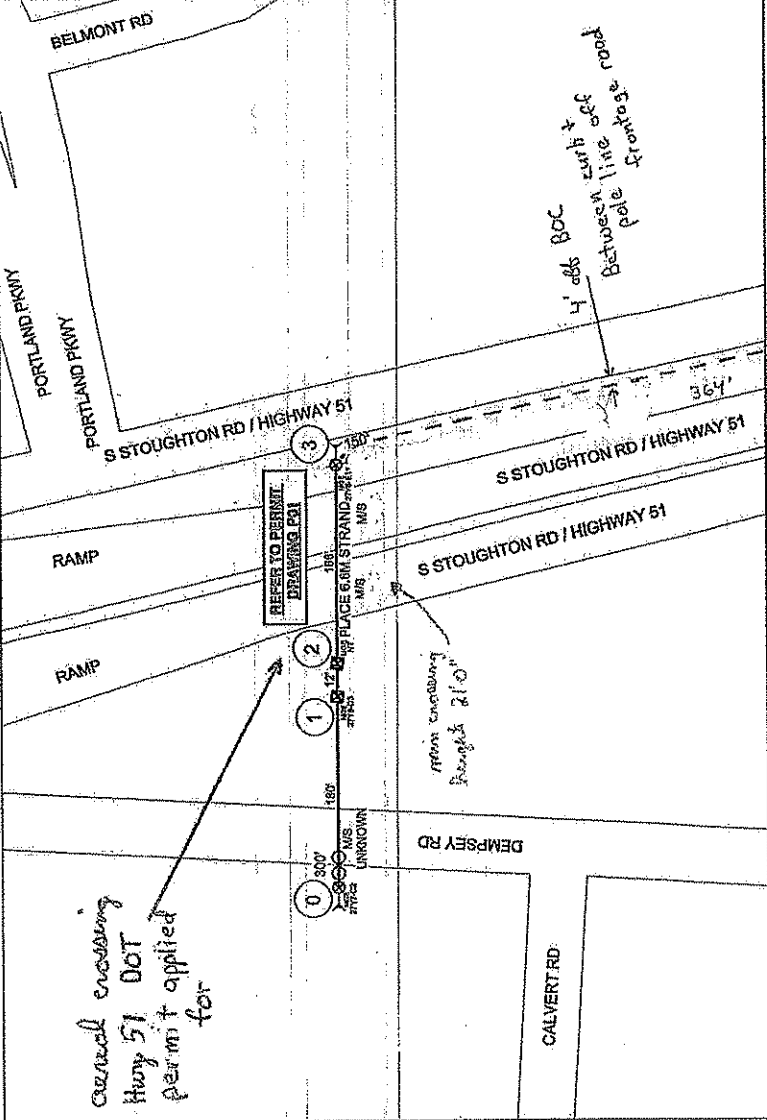 BELMONT RD
PORTLAND PKWY
PORTLAND PKWY
S STOUGHTON RD / HIGHWAY 51
4' off BOC
Between curb +
pole line off
frontage road
RAMP
REFER TO PERMIT
DRAWING P01
3
150'
364'
S STOUGHTON RD / HIGHWAY 51
186'
PLACE 6.6M STRAND
M/S
M/S
S STOUGHTON RD / HIGHWAY 51
RAMP
2
12'
1
min crossing
height 21'0"
180'
DEMPSEY RD
0
300'
M/S
UNKNOWN
aerial crossing
Hwy 51 DOT
permit applied
for
CALVERT RD